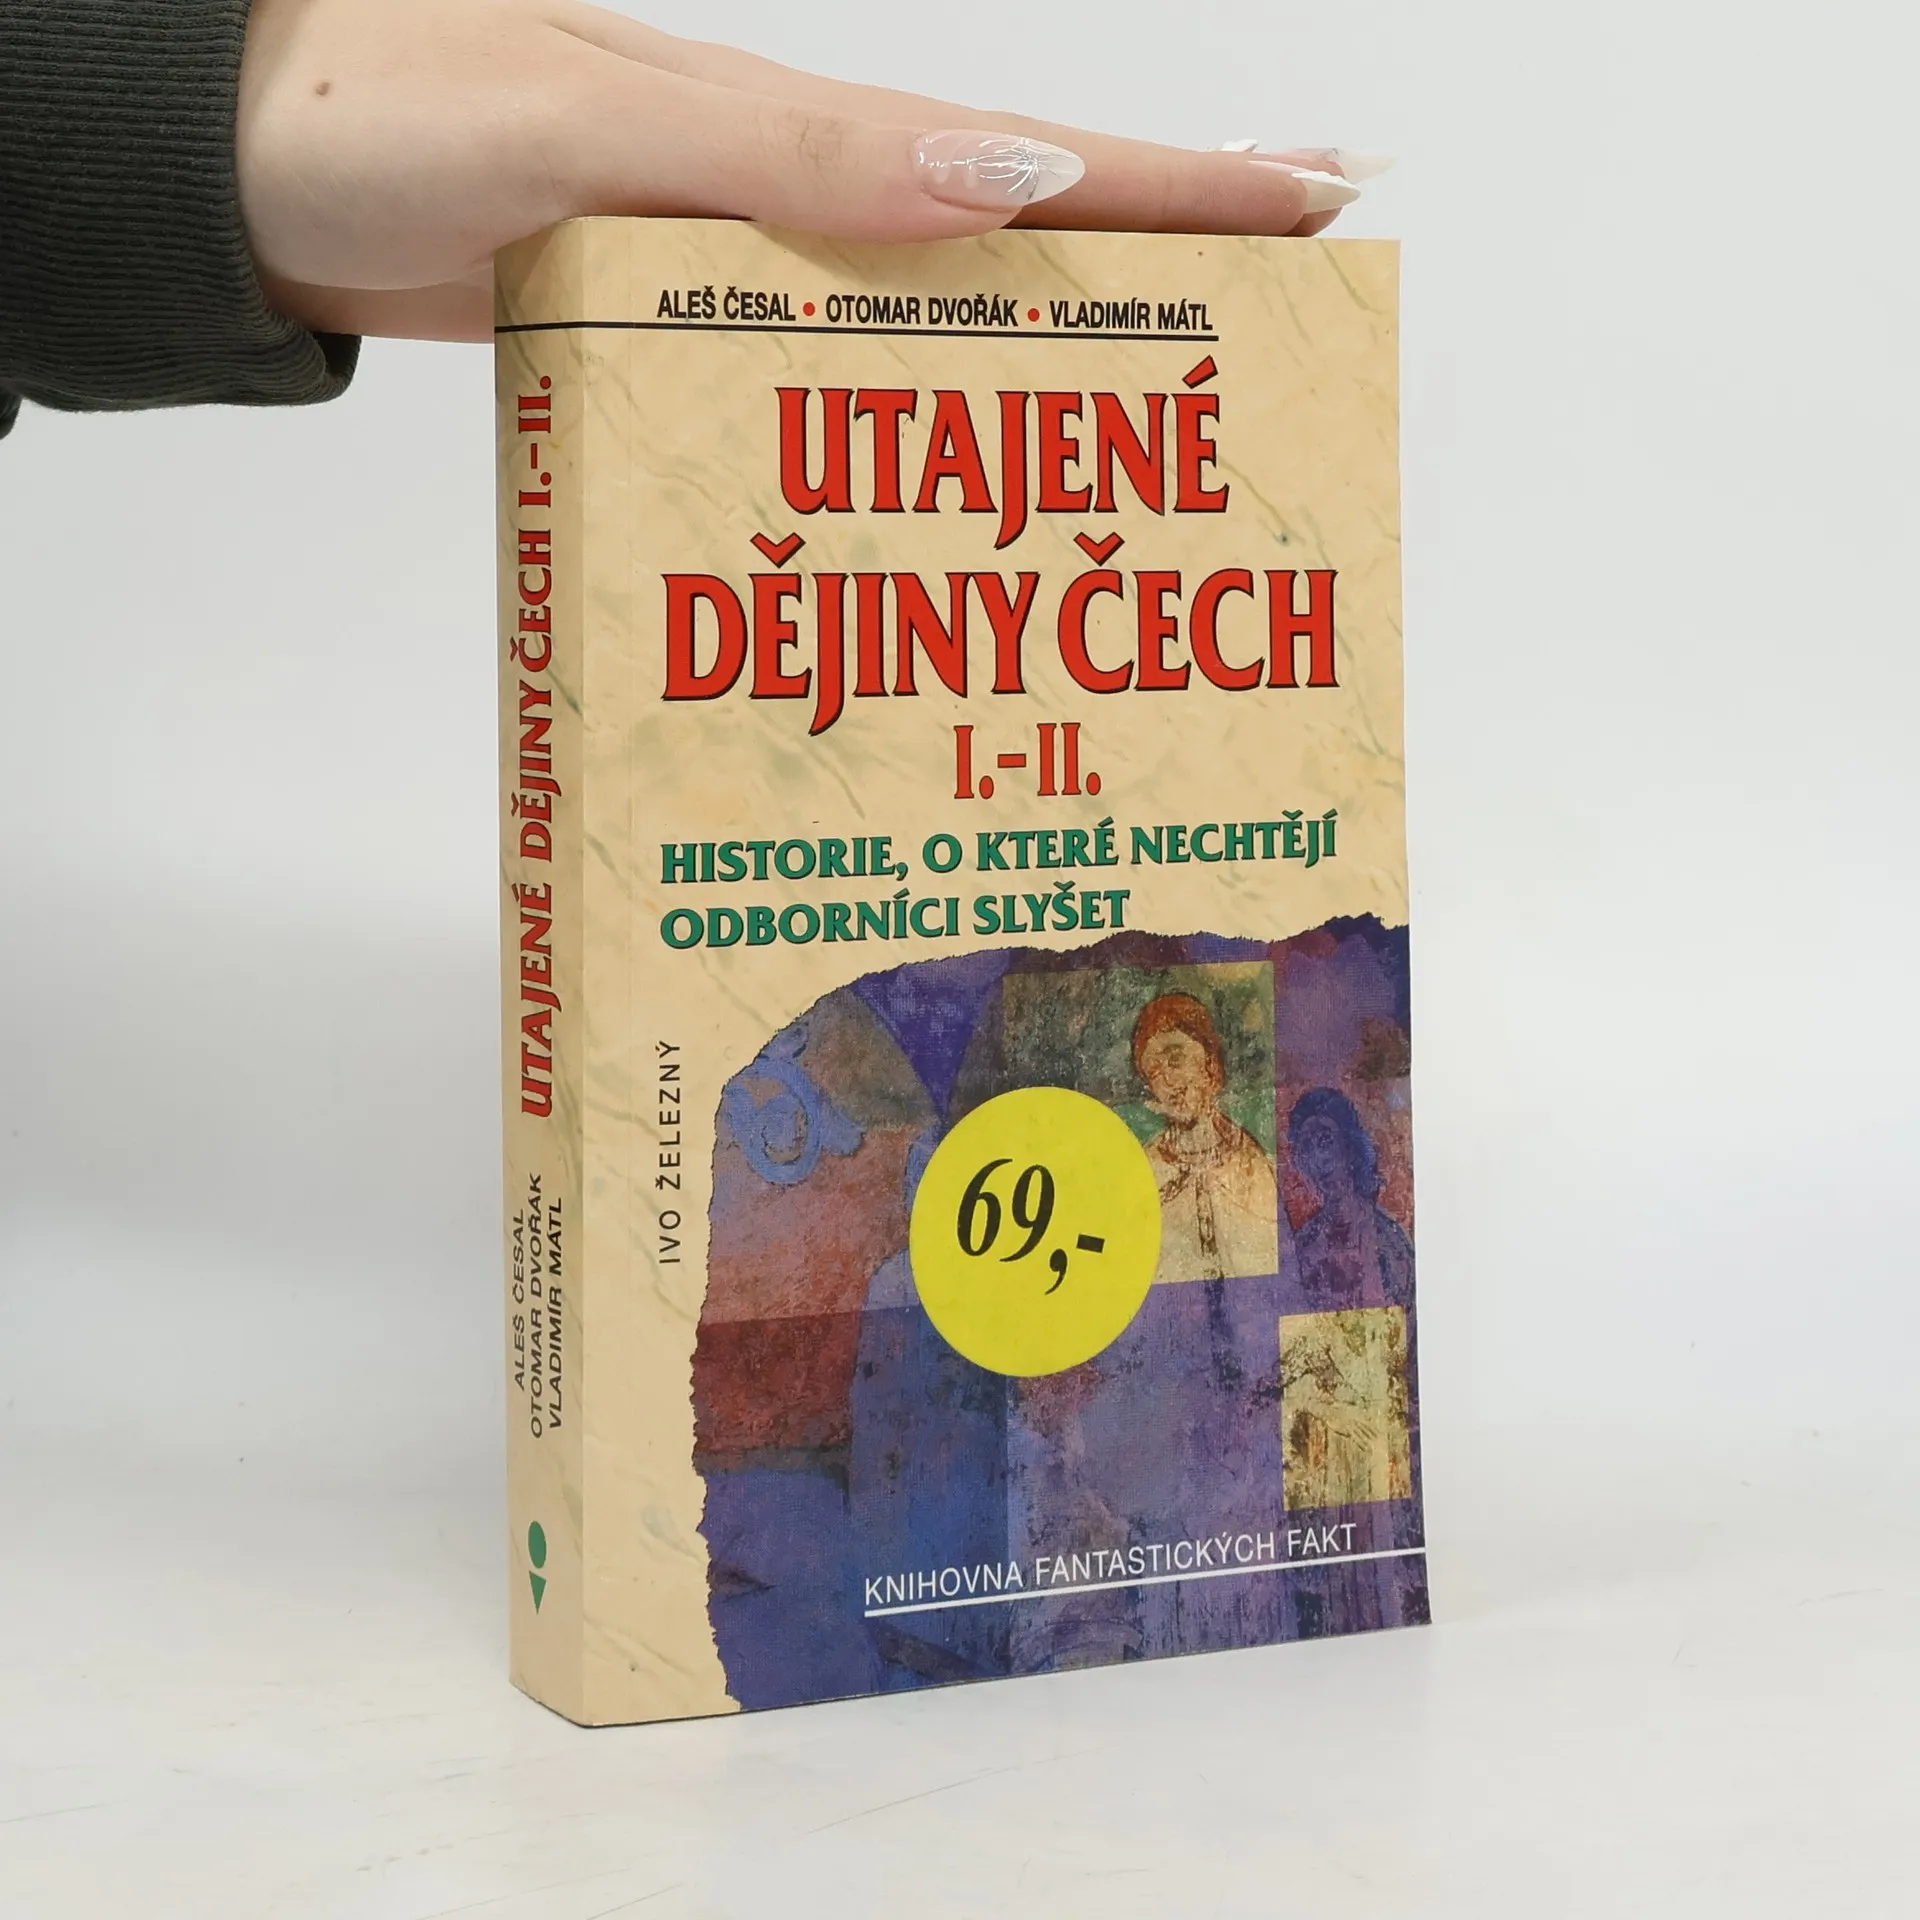 ALEŠ ČESAL • OTOMAR DVOŘÁK • VLADIMÍR MÁTL
UTAJENÉ
DĚJINY ČECH
I.-II.
HISTORIE, O KTERÉ NECHTĚJÍ
ODBORNÍCI SLYŠET
IVO ŽELEZNÝ
69,-
KNIHOVNA FANTASTICKÝCH FAKT
UTAJENÉ DĚJINY ČECH I.-II.
ALEŠ ČESAL
OTOMAR DVOŘÁK
VLADIMÍR MÁTL